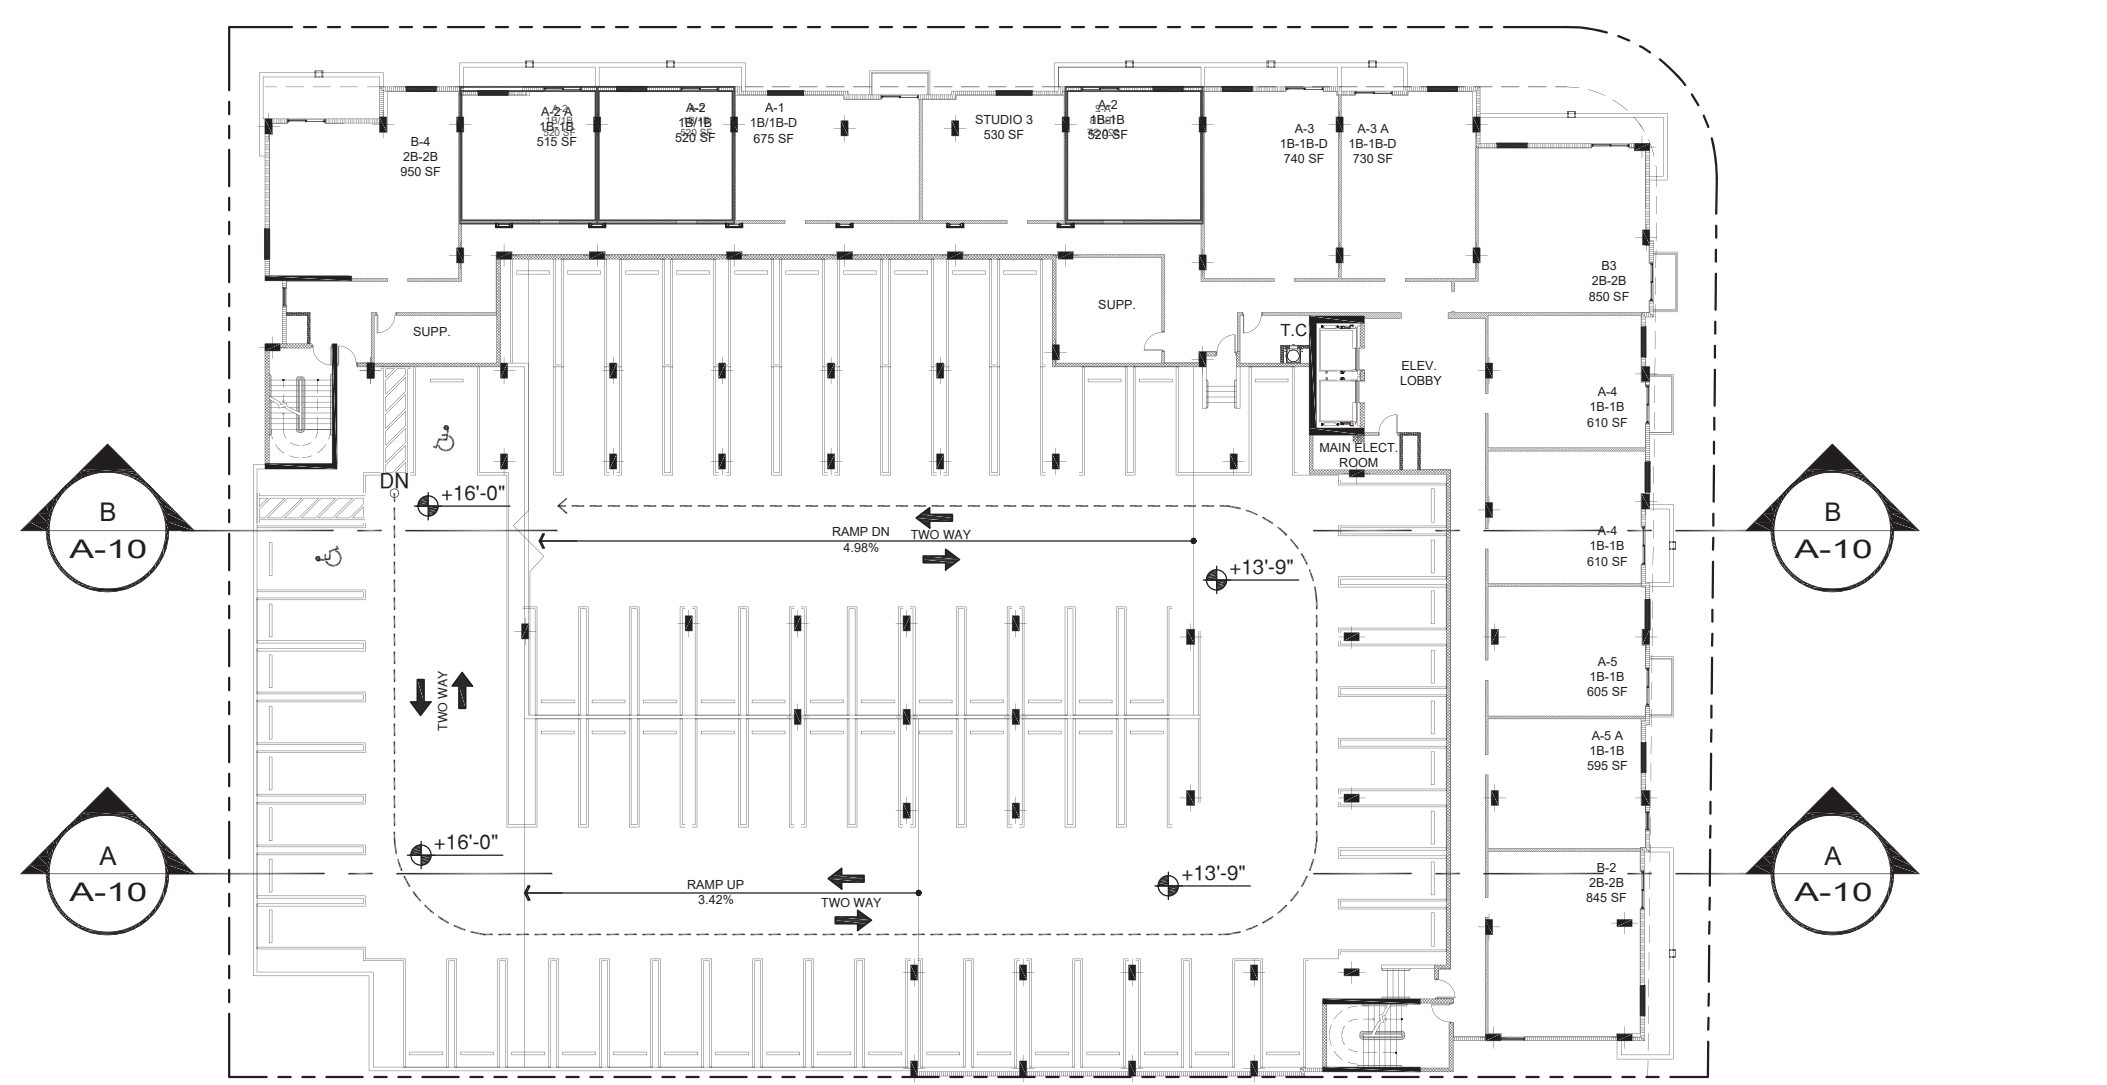 B-4
2B-2B
950 SF
A-2 A
1B-1B
515 SF
A-2
1B/1B
520 SF
A-1
1B/1B-D
675 SF
STUDIO 3
530 SF
A-2
1B-1B
520 SF
A-3
1B-1B-D
740 SF
A-3 A
1B-1B-D
730 SF
B3
2B-2B
850 SF
SUPP.
SUPP.
T.C
ELEV.
LOBBY
MAIN ELECT.
ROOM
A-4
1B-1B
610 SF
DN
+16'-0"
B
A-10
RAMP DN
4.98%
TWO WAY
+13'-9"
A-4
1B-1B
610 SF
B
A-10
TWO WAY
A-5
1B-1B
605 SF
A-5 A
1B-1B
595 SF
A
A-10
+16'-0"
RAMP UP
3.42%
TWO WAY
+13'-9"
B-2
2B-2B
845 SF
A
A-10